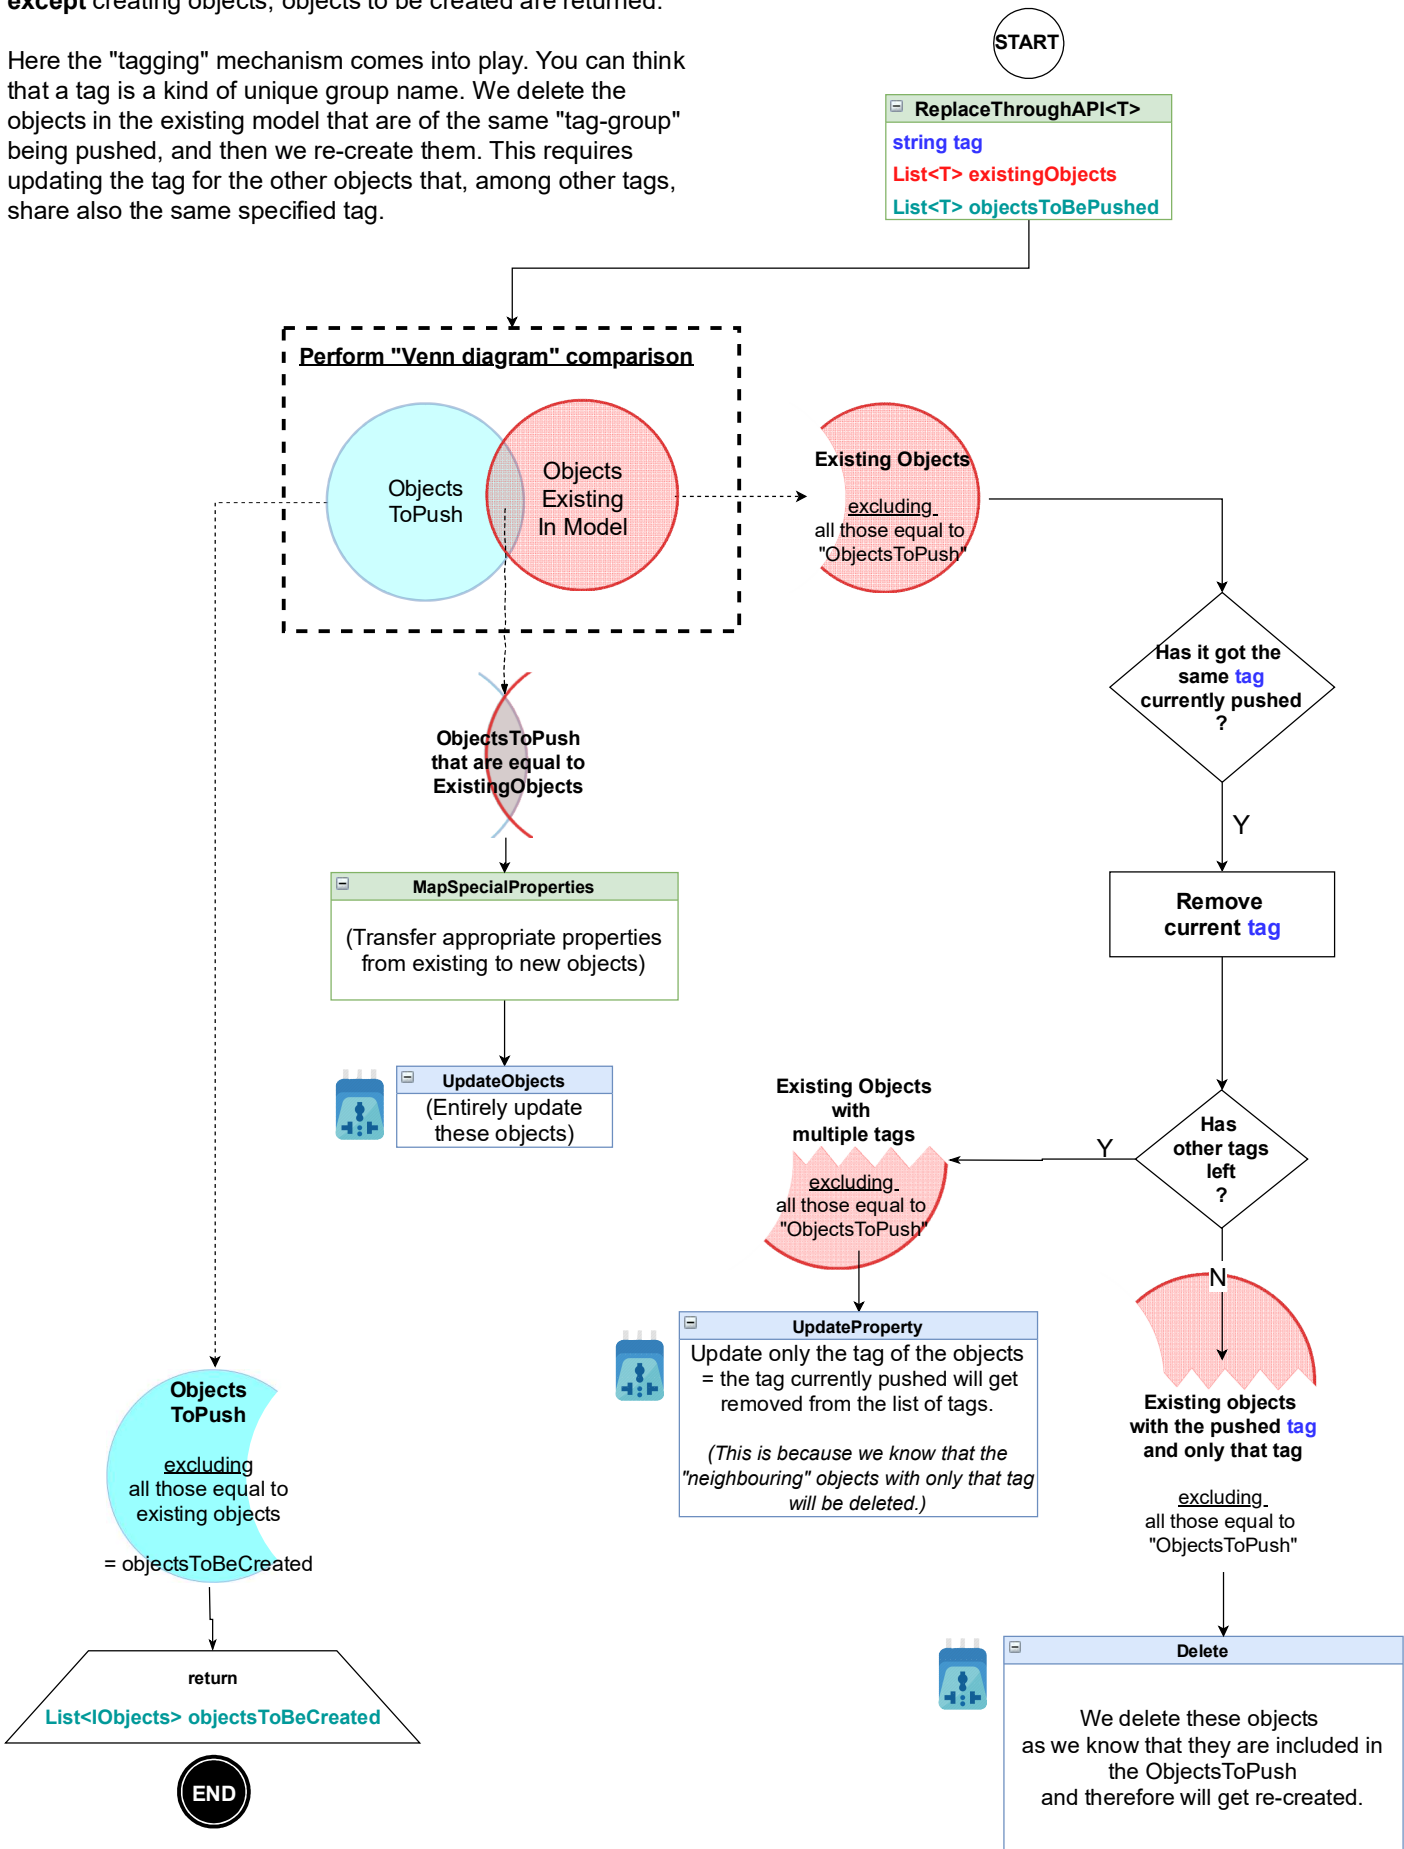 except creating objects; objects to be created are returned.
Here the "tagging" mechanism comes into play. You can think
that a tag is a kind of unique group name. We delete the
objects in the existing model that are of the same "tag-group"
being pushed, and then we re-create them. This requires
updating the tag for the other objects that, among other tags,
share also the same specified tag.
START
ReplaceThroughAPI<T>
string tag
List<T> existingObjects
List<T> objectsToBePushed
Perform "Venn diagram" comparison
Objects
ToPush
Objects
Existing
In Model
Existing Objects
excluding
all those equal to
"ObjectsToPush"
Has it got the
same tag
currently pushed
?
Y
ObjectsToPush
that are equal to
ExistingObjects
MapSpecialProperties
(Transfer appropriate properties
from existing to new objects)
Remove
current tag
UpdateObjects
(Entirely update
these objects)
Has
other tags
left
?
Y
N
Existing Objects
with
multiple tags
excluding
all those equal to
"ObjectsToPush"
UpdateProperty
Update only the tag of the objects
= the tag currently pushed will get
removed from the list of tags.
(This is because we know that the
"neighbouring" objects with only that tag
will be deleted.)
Existing objects
with the pushed tag
and only that tag
excluding
all those equal to
"ObjectsToPush"
Objects
ToPush
excluding
all those equal to
existing objects
= objectsToBeCreated
return
List<IObjects> objectsToBeCreated
END
Delete
We delete these objects
as we know that they are included in
the ObjectsToPush
and therefore will get re-created.